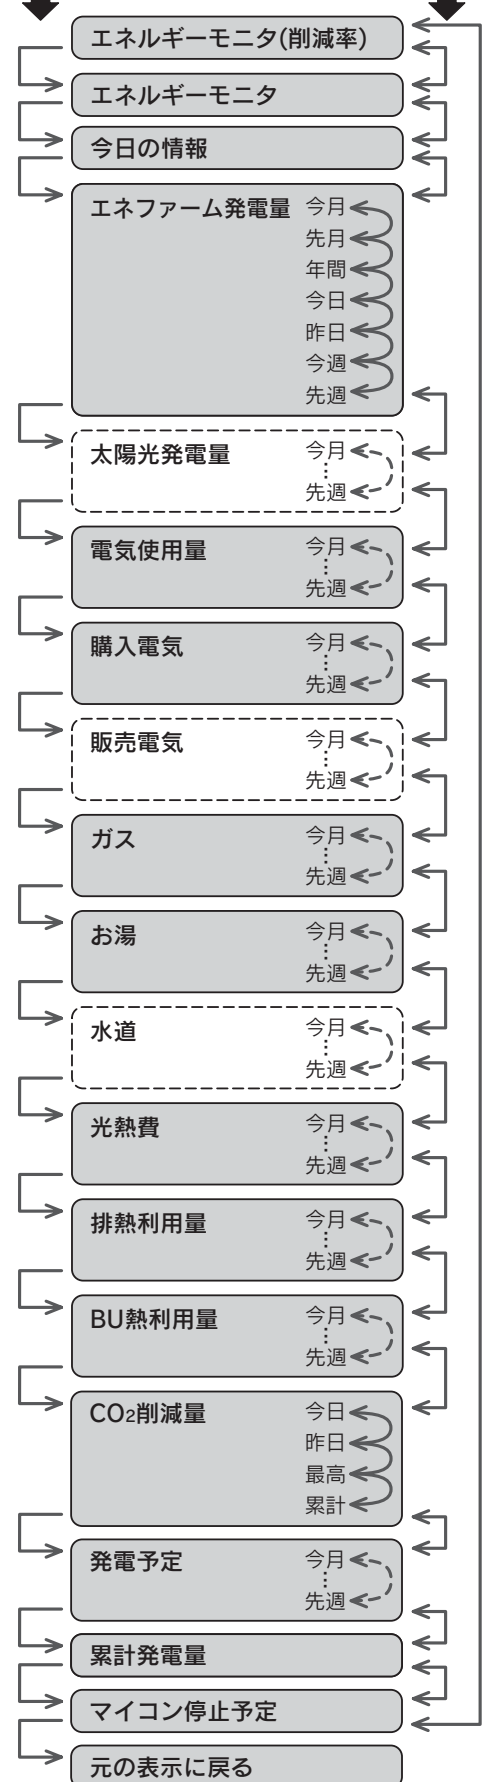 エネルギーモニタ(削減率)
エネルギーモニタ
今日の情報
エネファーム発電量 今月
先月
年間
今日
昨日
今週
先週
太陽光発電量 今月
⋮
先週
電気使用量 今月
⋮
先週
購入電気 今月
⋮
先週
販売電気 今月
⋮
先週
ガス 今月
⋮
先週
お湯 今月
⋮
先週
水道 今月
⋮
先週
光熱費 今月
⋮
先週
排熱利用量 今月
⋮
先週
BU熱利用量 今月
⋮
先週
CO2削減量 今日
昨日
最高
累計
発電予定 今月
⋮
先週
累計発電量
マイコン停止予定
元の表示に戻る